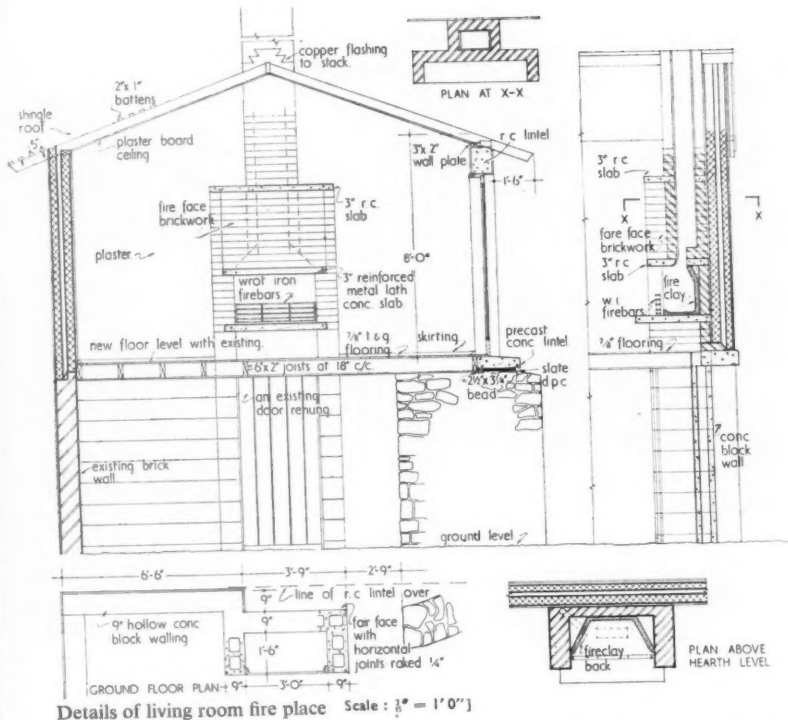 copper flashing
to stack.
PLAN AT X-X
2"x 1"
battens
shingle
roof
5"
plaster board
ceiling
3"x 2"
wall plate
r c lintel
1'-6"
3" r.c.
slab
fire face
brickwork
3" r c.
slab
X
X
fare face
brickwork
3" r c
slab
8'-0"
plaster
wrot iron
firebars
3" reinforced
metal lath
conc. slab
fire
clay
w.i.
firebars
new floor level with existing.
7/8" t & g
flooring
skirting
precast
conc lintel
7/8" flooring
6"x 2" joists at 18" c/c.
slate
d p c
2½"x 3/4"
bead
an existing
door rehung
existing brick
wall
conc
block
wall
ground level
6'-6"
3'-9"
2'-9"
line of r.c lintel over
9"
9" hollow conc
block walling
9"
1'-6"
fair face
with
horizontal
joints raked ¼"
fireclay
back
PLAN ABOVE
HEARTH LEVEL
GROUND FLOOR PLAN
9"
3'-0"
9"
Details of living room fire place
Scale : = 1' 0"]